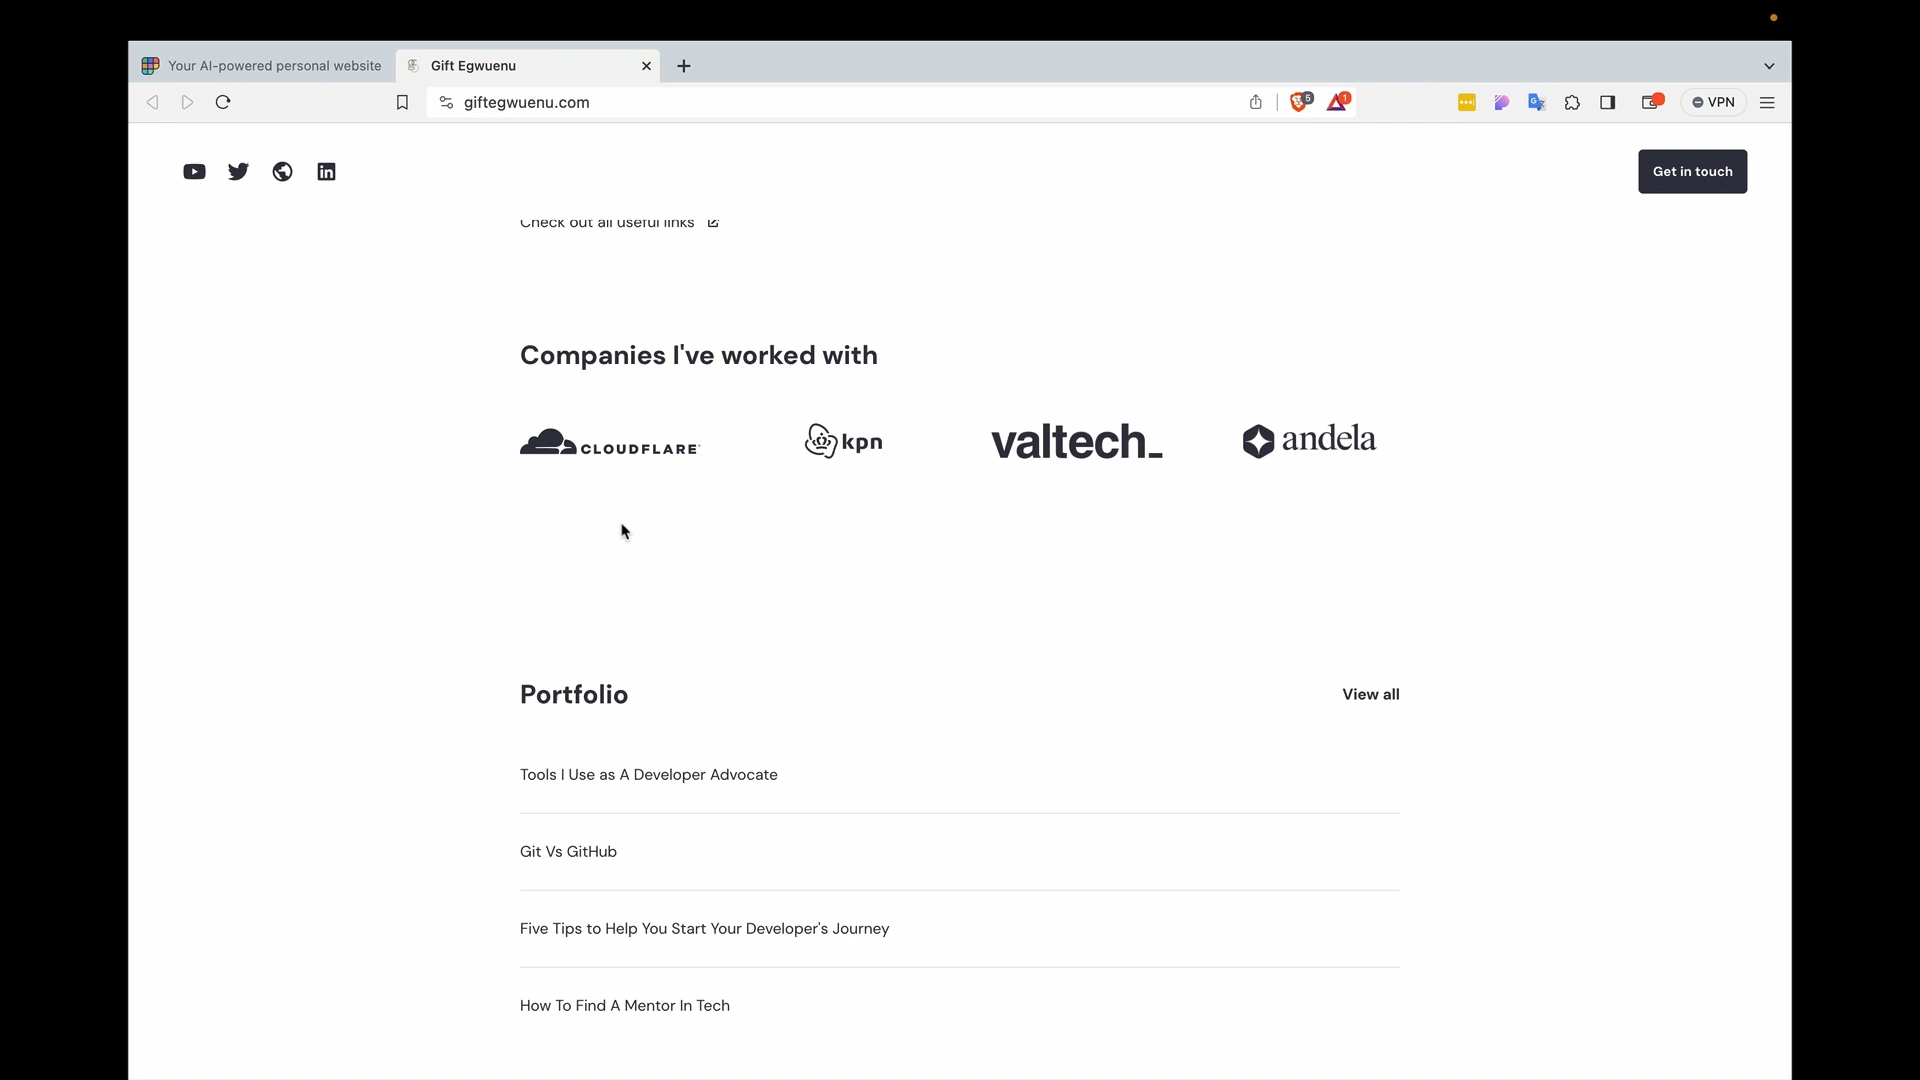 Your AI-powered personal website
Gift Egwuenu
giftegwuenu.com
5
1
VPN
Get in touch
Check out all useful links
Companies I've worked with
CLOUDFLARE
kpn
valtech_
andela
Portfolio
View all
Tools I Use as A Developer Advocate
Git Vs GitHub
Five Tips to Help You Start Your Developer's Journey
How To Find A Mentor In Tech